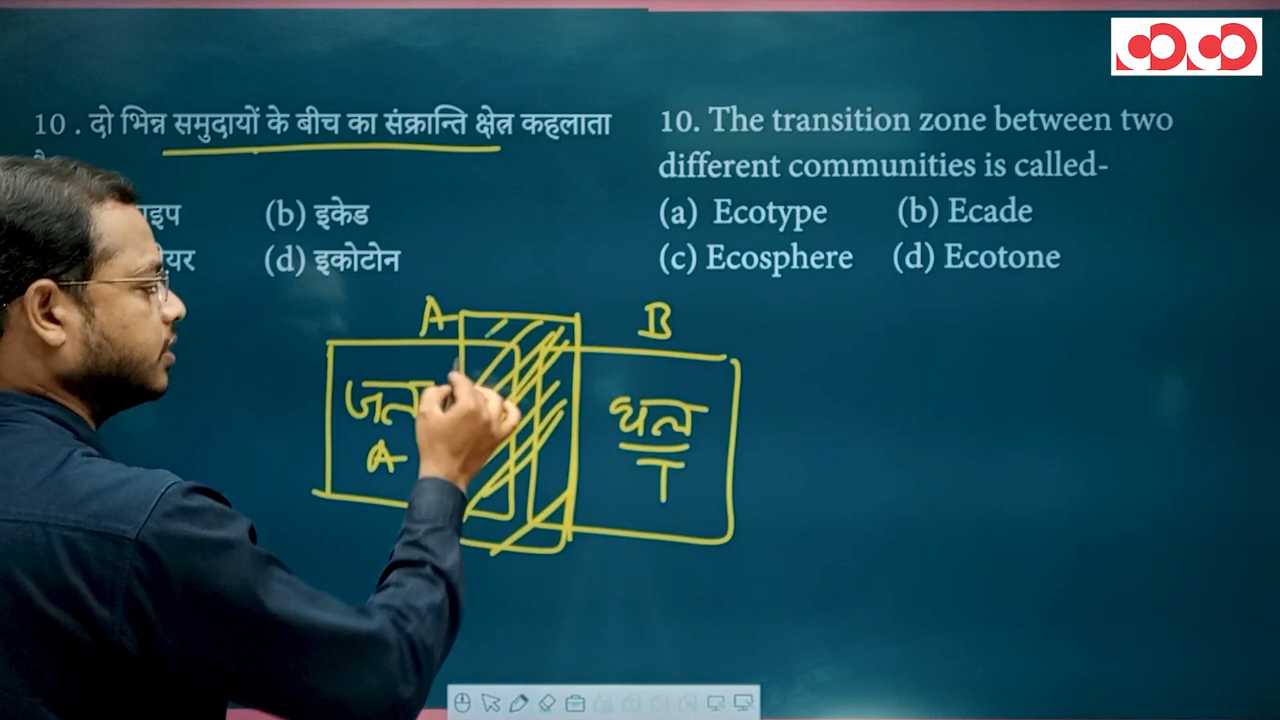 10 . दो भिन्न समुदायों के बीच का संक्रान्ति क्षेत्र कहलाता
(b) इकेड
(d) इकोटोन
10. The transition zone between two
different communities is called-
(a) Ecotype (b) Ecade
(c) Ecosphere (d) Ecotone
A B
जल थल
A T